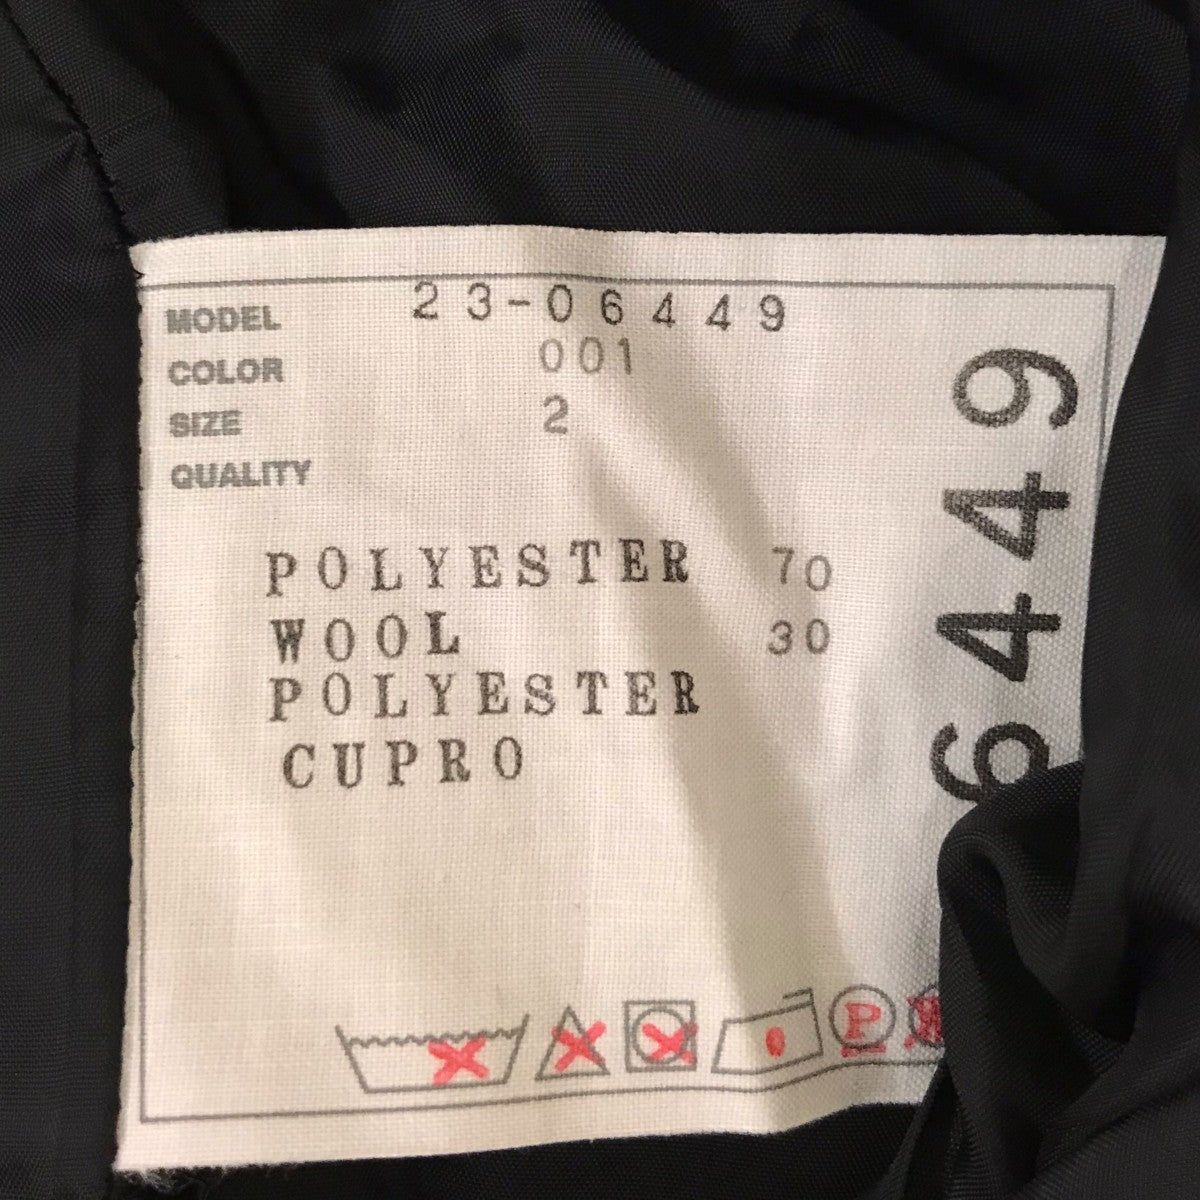 MODEL 23-06449
COLOR 001
SIZE 2
QUALITY
POLYESTER 70
WOOL 30
POLYESTER
CUPRO
6449
P